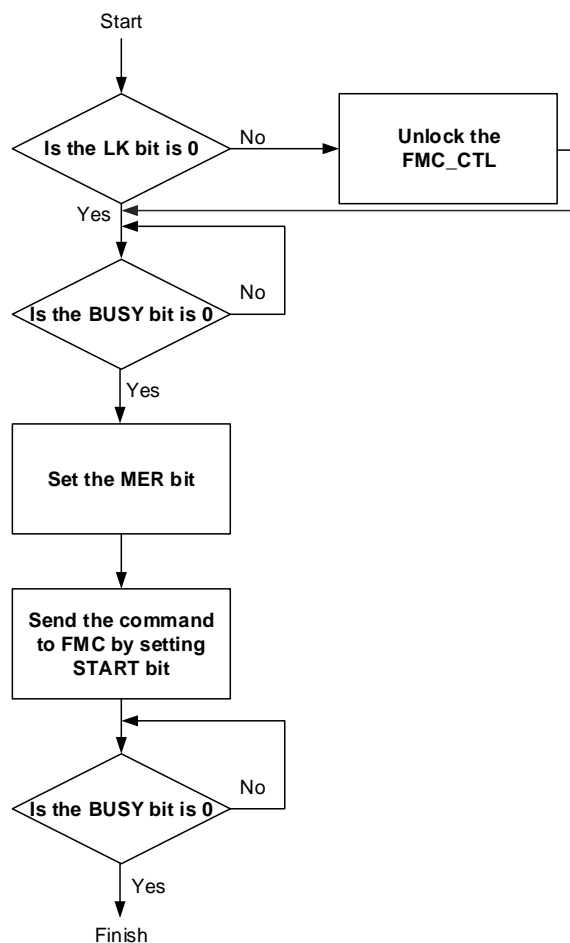 Start
Is the LK bit is 0
No
Unlock the
FMC_CTL
Yes
Is the BUSY bit is 0
No
Yes
Set the MER bit
Send the command
to FMC by setting
START bit
Is the BUSY bit is 0
No
Yes
Finish